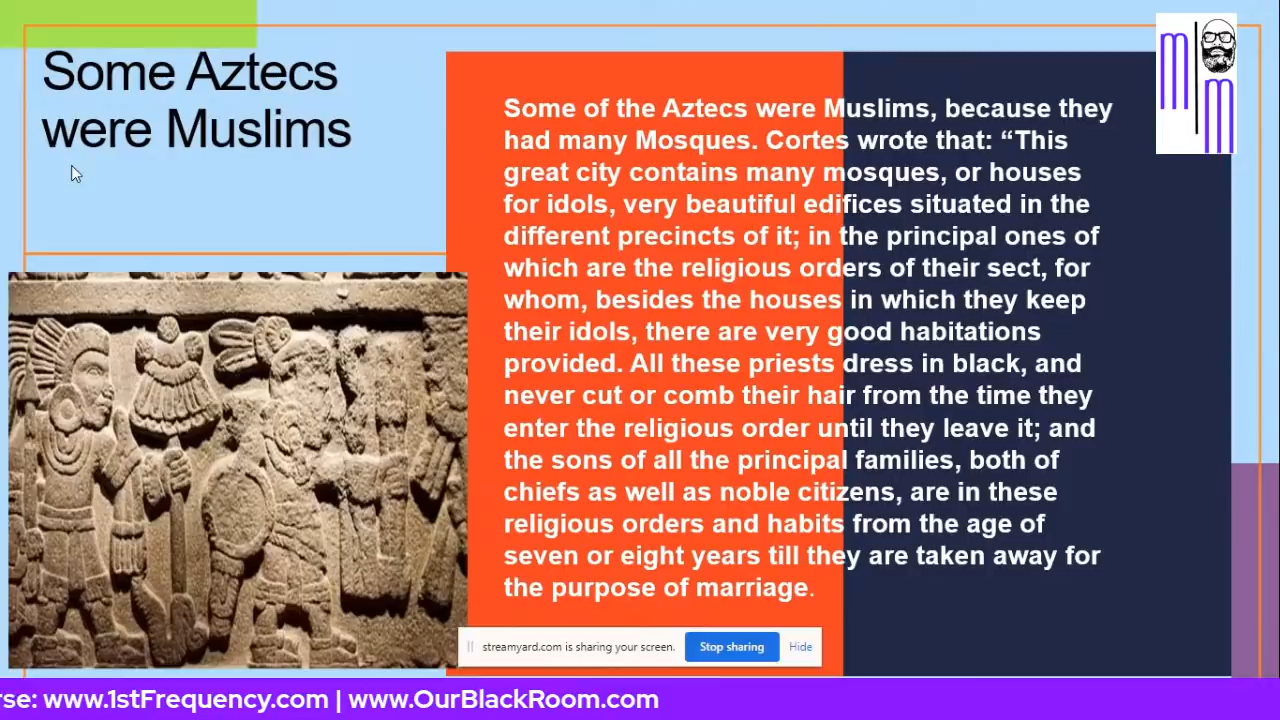 Some Aztecs
were Muslims
Some of the Aztecs were Muslims, because they
had many Mosques. Cortes wrote that: “This
great city contains many mosques, or houses
for idols, very beautiful edifices situated in the
different precincts of it; in the principal ones of
which are the religious orders of their sect, for
whom, besides the houses in which they keep
their idols, there are very good habitations
provided. All these priests dress in black, and
never cut or comb their hair from the time they
enter the religious order until they leave it; and
the sons of all the principal families, both of
chiefs as well as noble citizens, are in these
religious orders and habits from the age of
seven or eight years till they are taken away for
the purpose of marriage.
m
m
streamyard.com is sharing your screen. Stop sharing Hide
rse: www.1stFrequency.com | www.OurBlackRoom.com